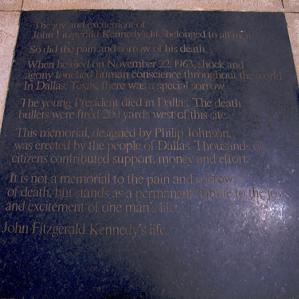 The joy and excitement of
John Fitzgerald Kennedy's life belonged to all men.
So did the pain and sorrow of his death.
When he died on November 22, 1963, shock and
agony touched human conscience throughout the world.
In Dallas, Texas, there was a special sorrow.
The young President died in Dallas. The death
bullets were fired 200 yards west of this site.
This memorial, designed by Philip Johnson,
was erected by the people of Dallas. Thousands of
citizens contributed support, money and effort.
It is not a memorial to the pain and sorrow
of death, but stands as a permanent tribute to the joy
and excitement of one man's life.
John Fitzgerald Kennedy's life.